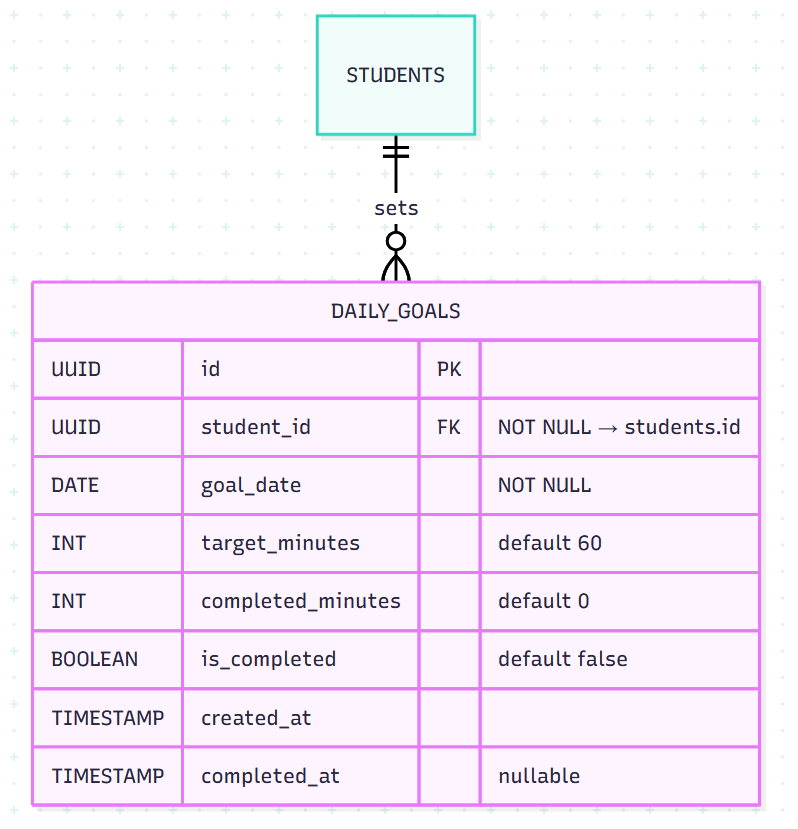 STUDENTS
sets
DAILY_GOALS
UUID id PK
UUID student_id FK NOT NULL → students.id
DATE goal_date NOT NULL
INT target_minutes default 60
INT completed_minutes default 0
BOOLEAN is_completed default false
TIMESTAMP created_at
TIMESTAMP completed_at nullable